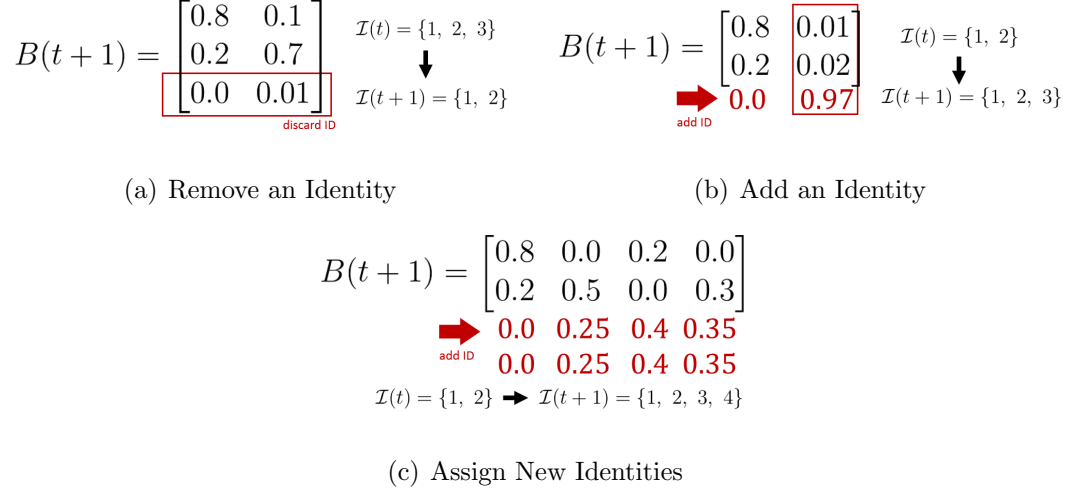 B(t + 1) = [0.8 0.1
0.2 0.7
0.0 0.01]
discard ID
I(t) = {1, 2, 3}
I(t + 1) = {1, 2}
(a) Remove an Identity
B(t + 1) = [0.8 0.01
0.2 0.02]
0.0 0.97
add ID
I(t) = {1, 2}
I(t + 1) = {1, 2, 3}
(b) Add an Identity
B(t + 1) = [0.8 0.0 0.2 0.0
0.2 0.5 0.0 0.3]
0.0 0.25 0.4 0.35
add ID
0.0 0.25 0.4 0.35
I(t) = {1, 2} → I(t + 1) = {1, 2, 3, 4}
(c) Assign New Identities